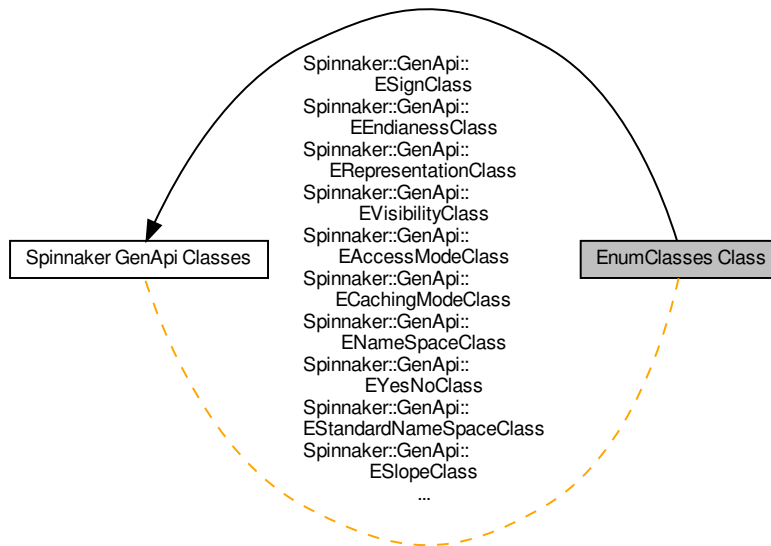 Spinnaker::GenApi::
ESignClass
Spinnaker::GenApi::
EEndianessClass
Spinnaker::GenApi::
ERepresentationClass
Spinnaker::GenApi::
EVisibilityClass
Spinnaker::GenApi::
EAccessModeClass
Spinnaker::GenApi::
ECachingModeClass
Spinnaker::GenApi::
ENameSpaceClass
Spinnaker::GenApi::
EYesNoClass
Spinnaker::GenApi::
EStandardNameSpaceClass
Spinnaker::GenApi::
ESlopeClass
...
Spinnaker GenApi Classes
EnumClasses Class